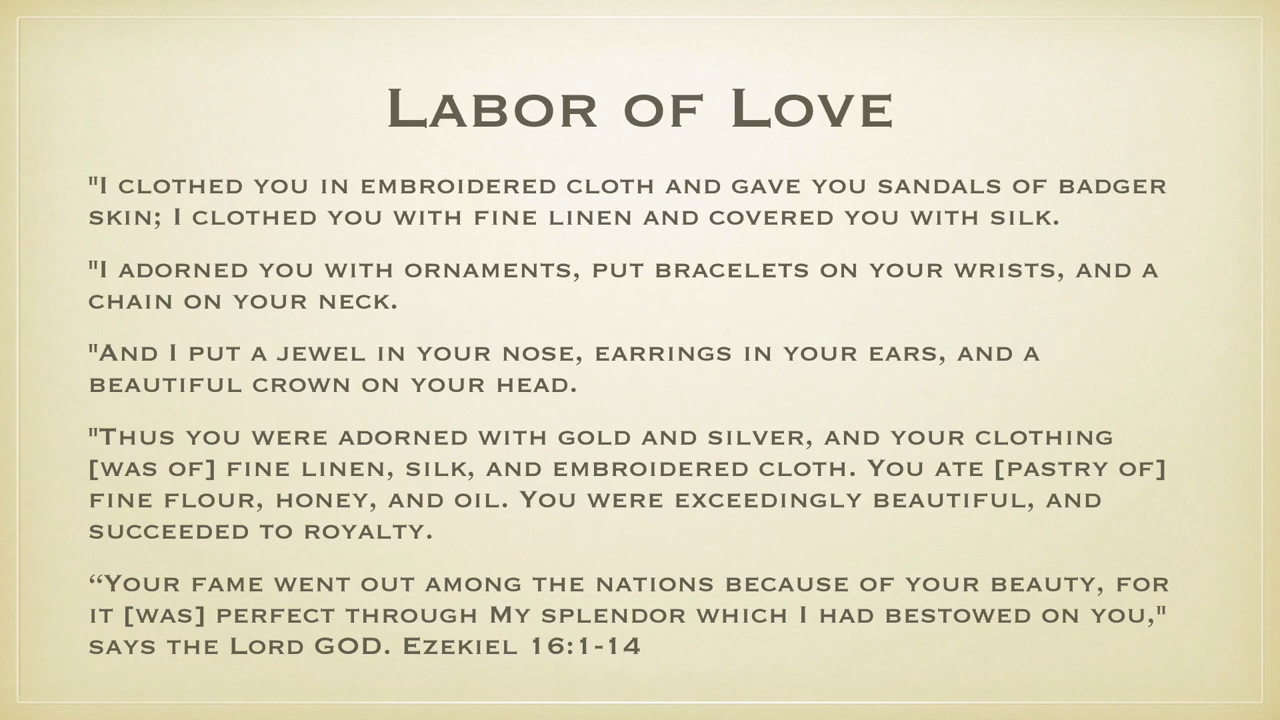 Labor of Love
"I clothed you in embroidered cloth and gave you sandals of badger
skin; I clothed you with fine linen and covered you with silk.
"I adorned you with ornaments, put bracelets on your wrists, and a
chain on your neck.
"And I put a jewel in your nose, earrings in your ears, and a
beautiful crown on your head.
"Thus you were adorned with gold and silver, and your clothing
[was of] fine linen, silk, and embroidered cloth. You ate [pastry of]
fine flour, honey, and oil. You were exceedingly beautiful, and
succeeded to royalty.
“Your fame went out among the nations because of your beauty, for
it [was] perfect through My splendor which I had bestowed on you,"
says the Lord GOD. Ezekiel 16:1-14